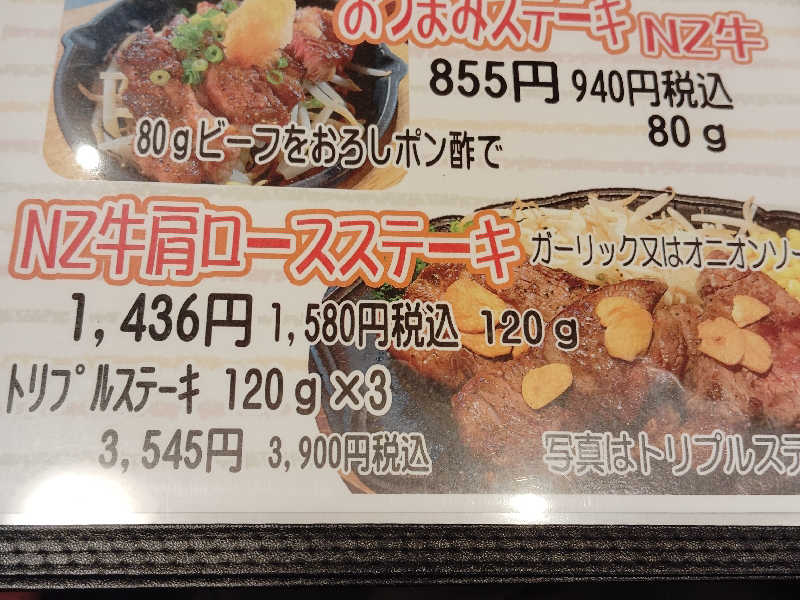 おつまみステーキ NZ牛
855円 940円税込
80g
80gビーフをおろしポン酢で
NZ牛肩ロースステーキ ガーリック又はオニオンソー
1,436円 1,580円税込 120g
トリプルステーキ 120g×3
3,545円 3,900円税込
写真はトリプルステ